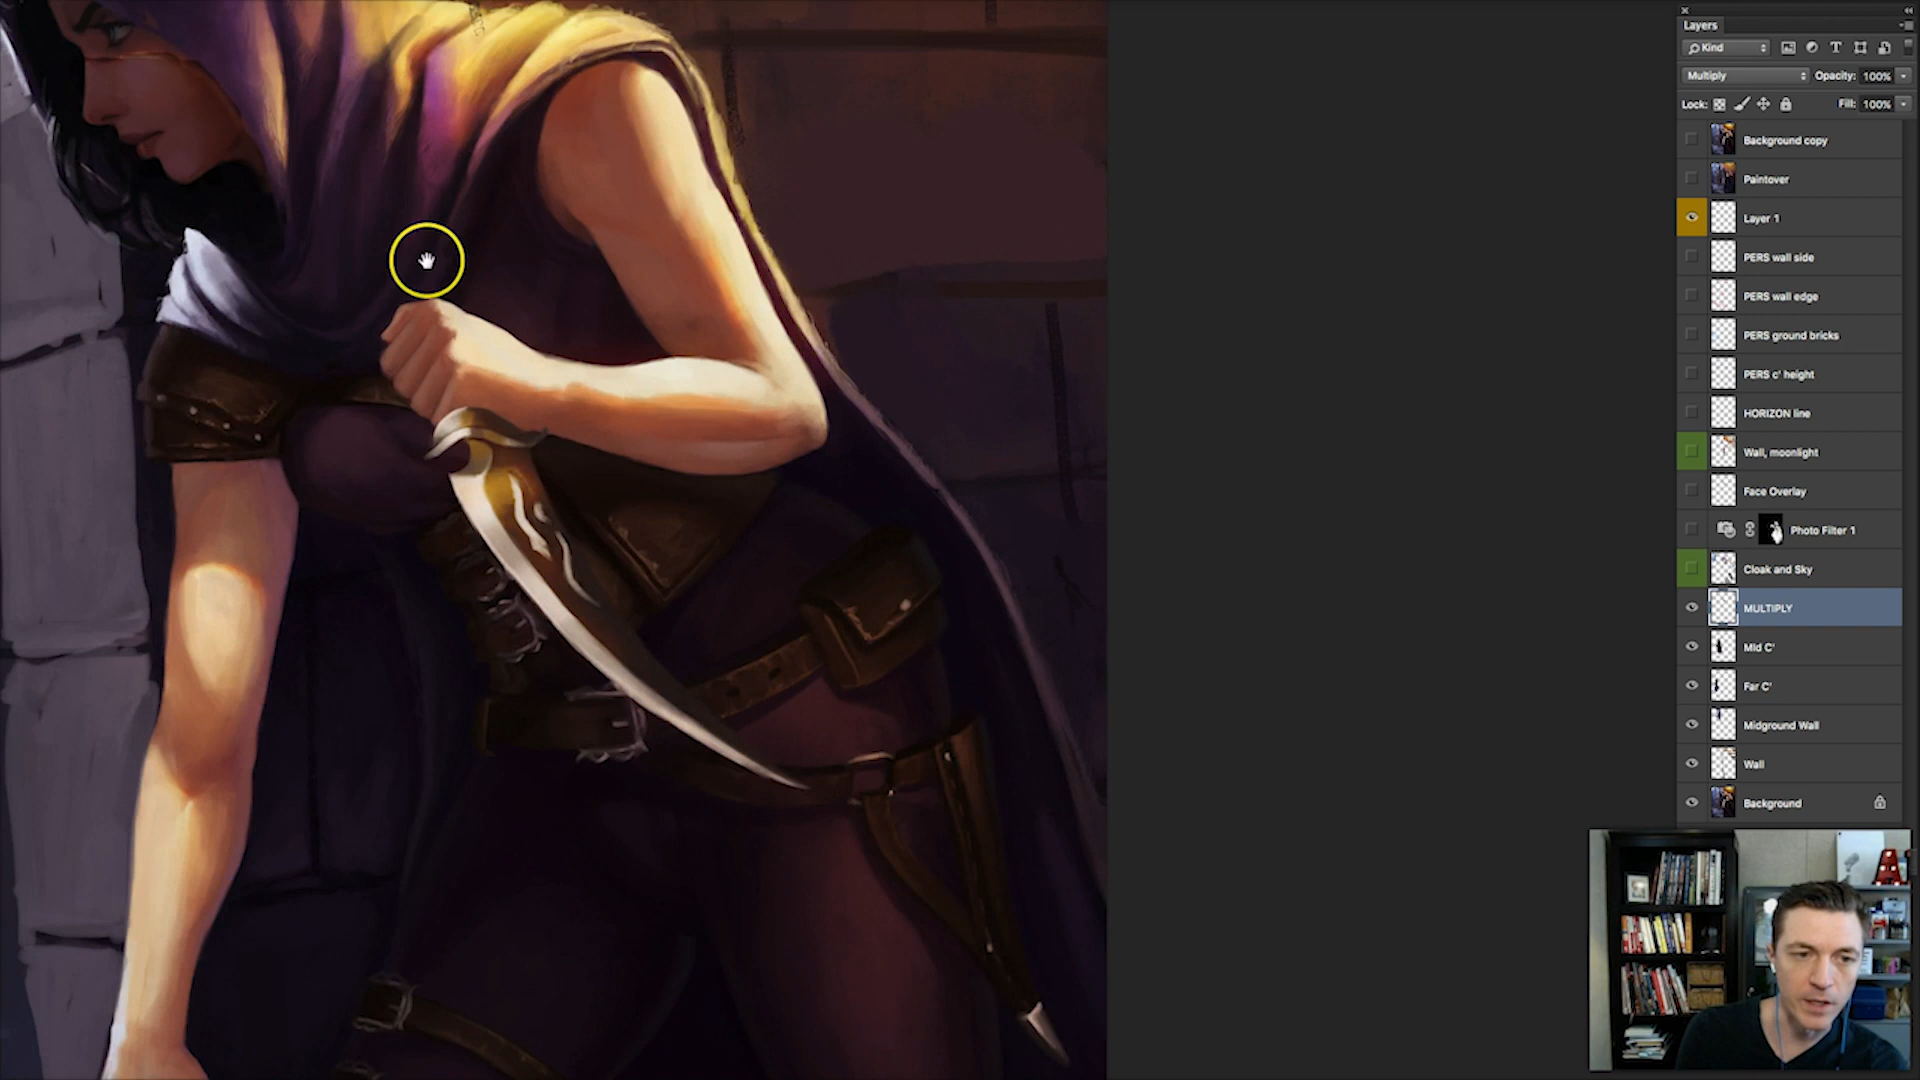 Layers
Kind
Multiply Opacity: 100%
Lock: Fill: 100%
Background copy
Paintover
Layer 1
PERS wall side
PERS wall edge
PERS ground bricks
PERS c' height
HORIZON line
Wall, moonlight
Face Overlay
Photo Filter 1
Cloak and Sky
MULTIPLY
Mid C'
Far C'
Midground Wall
Wall
Background